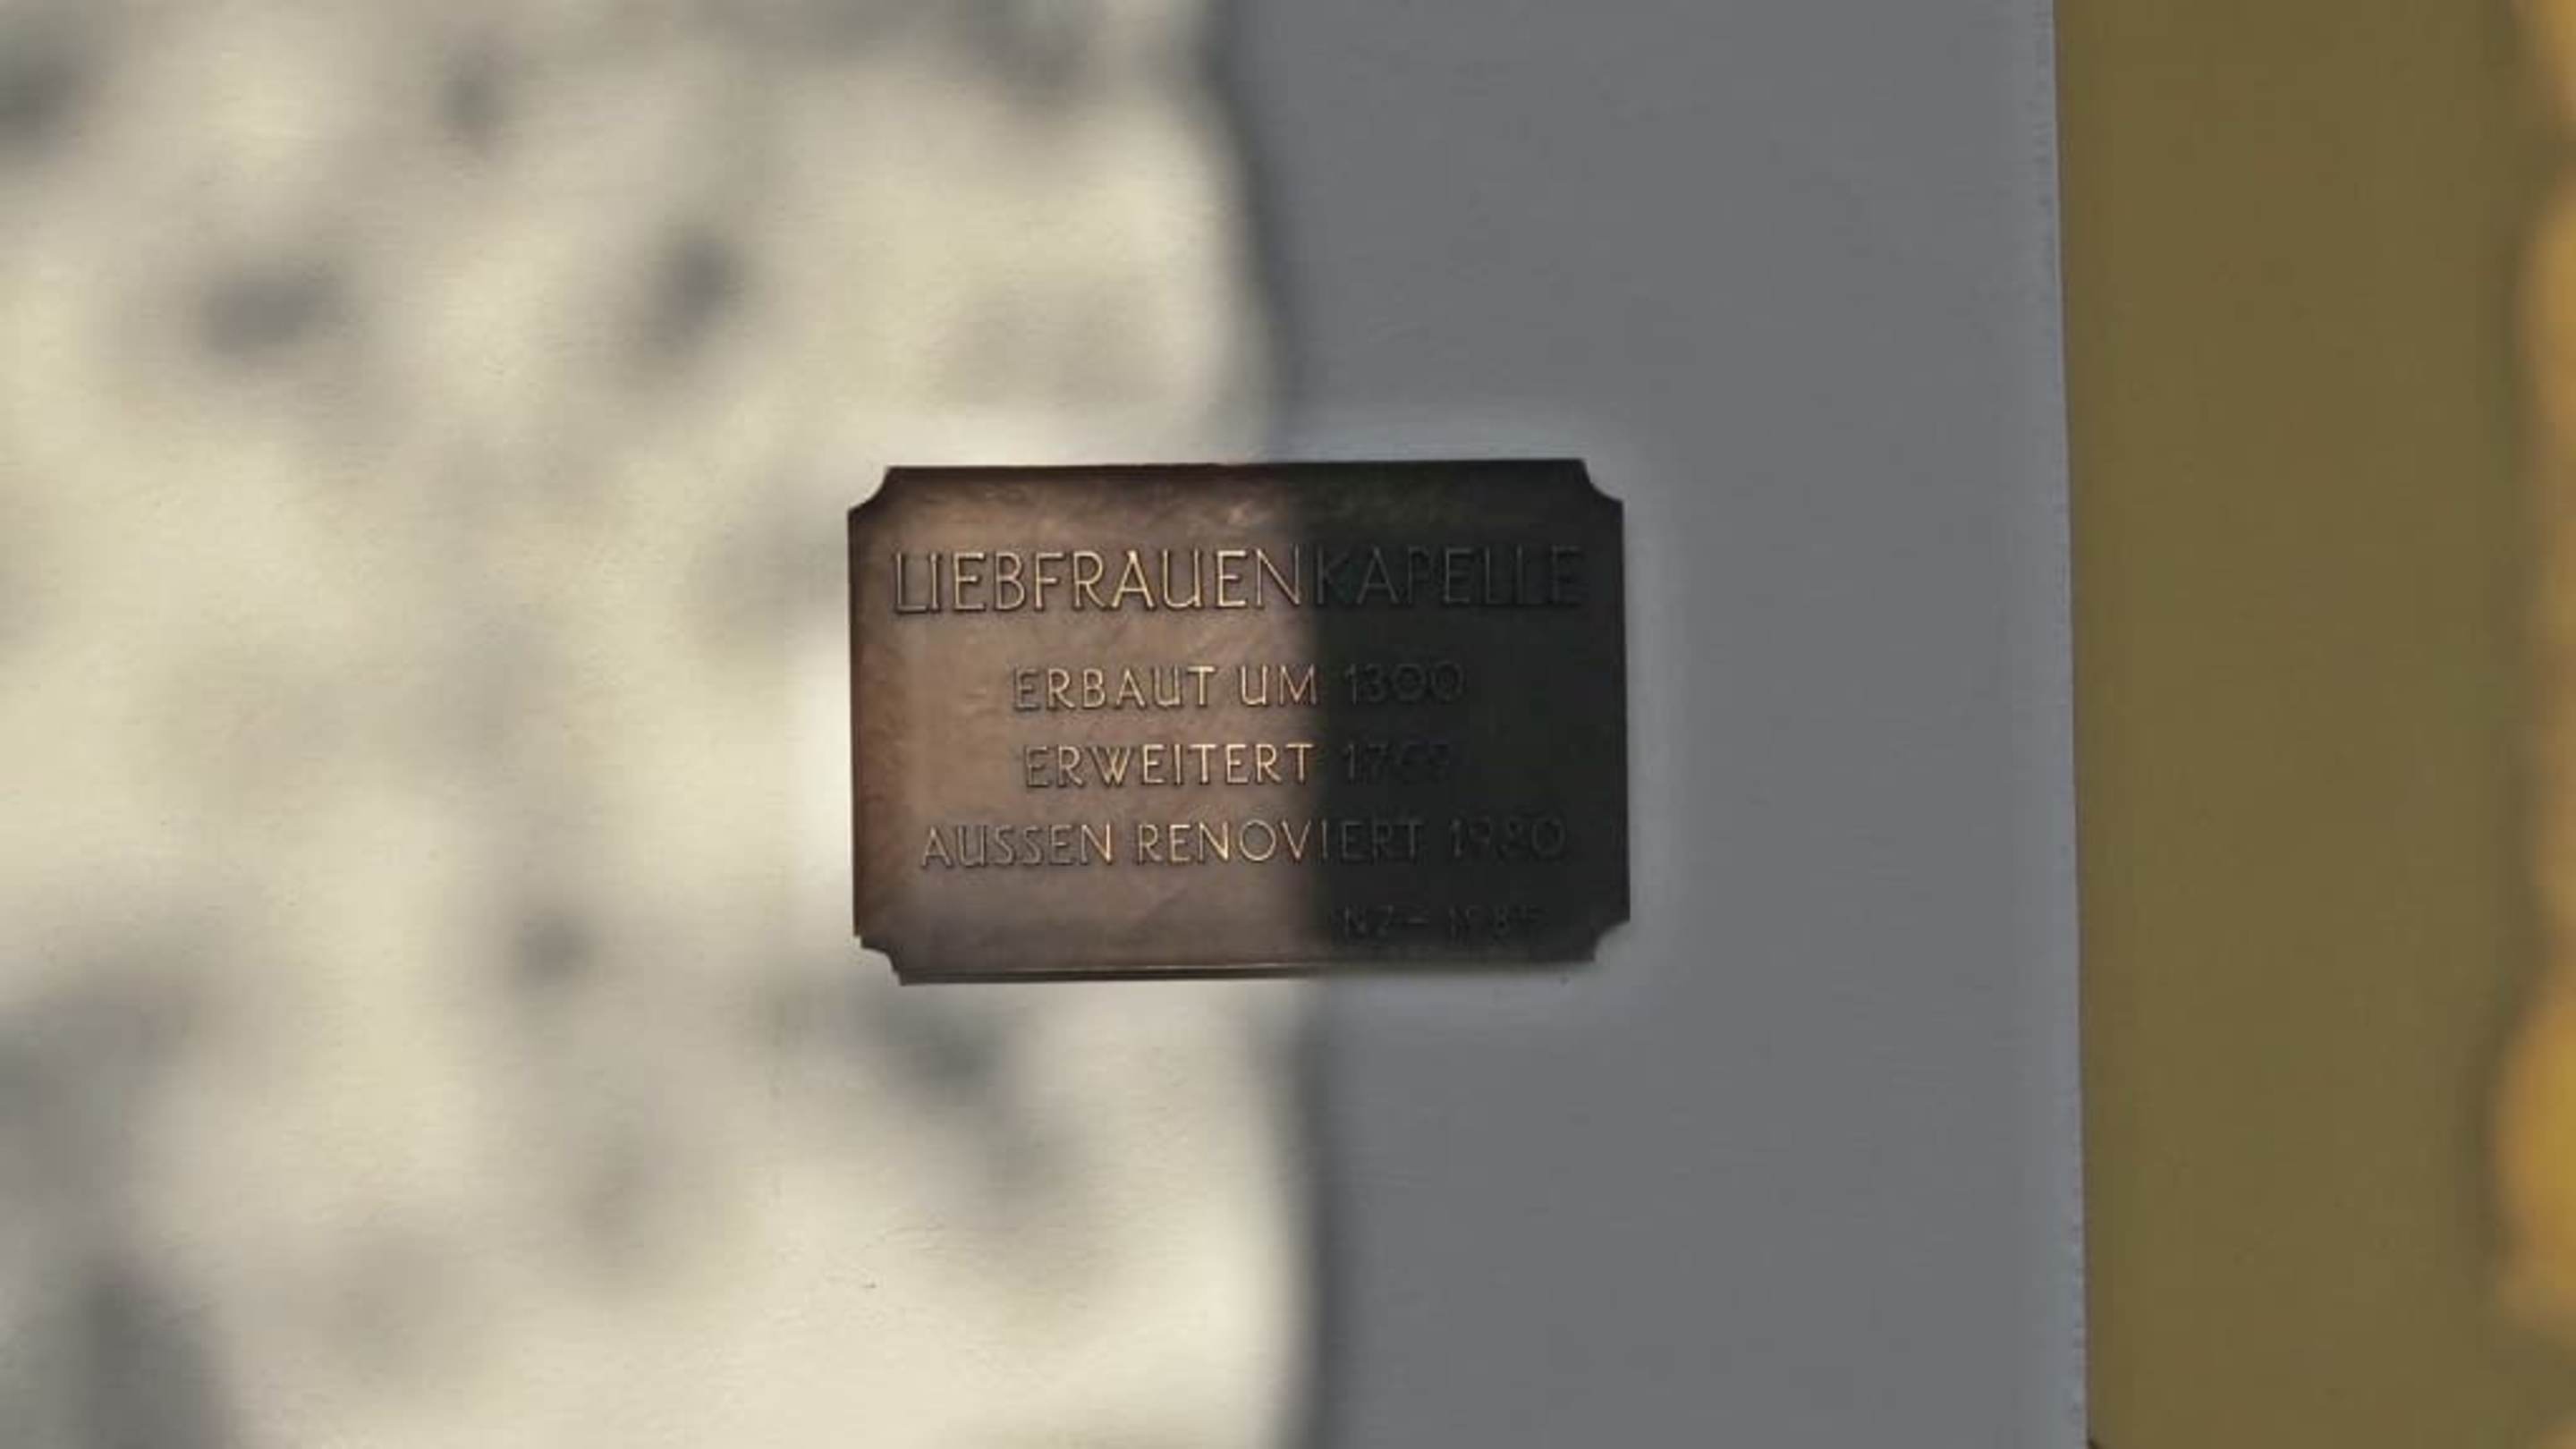 LIEBFRAUENKAPELLE
ERBAUT UM 1300
ERWEITERT
AUSSEN RENOVIERT 1980